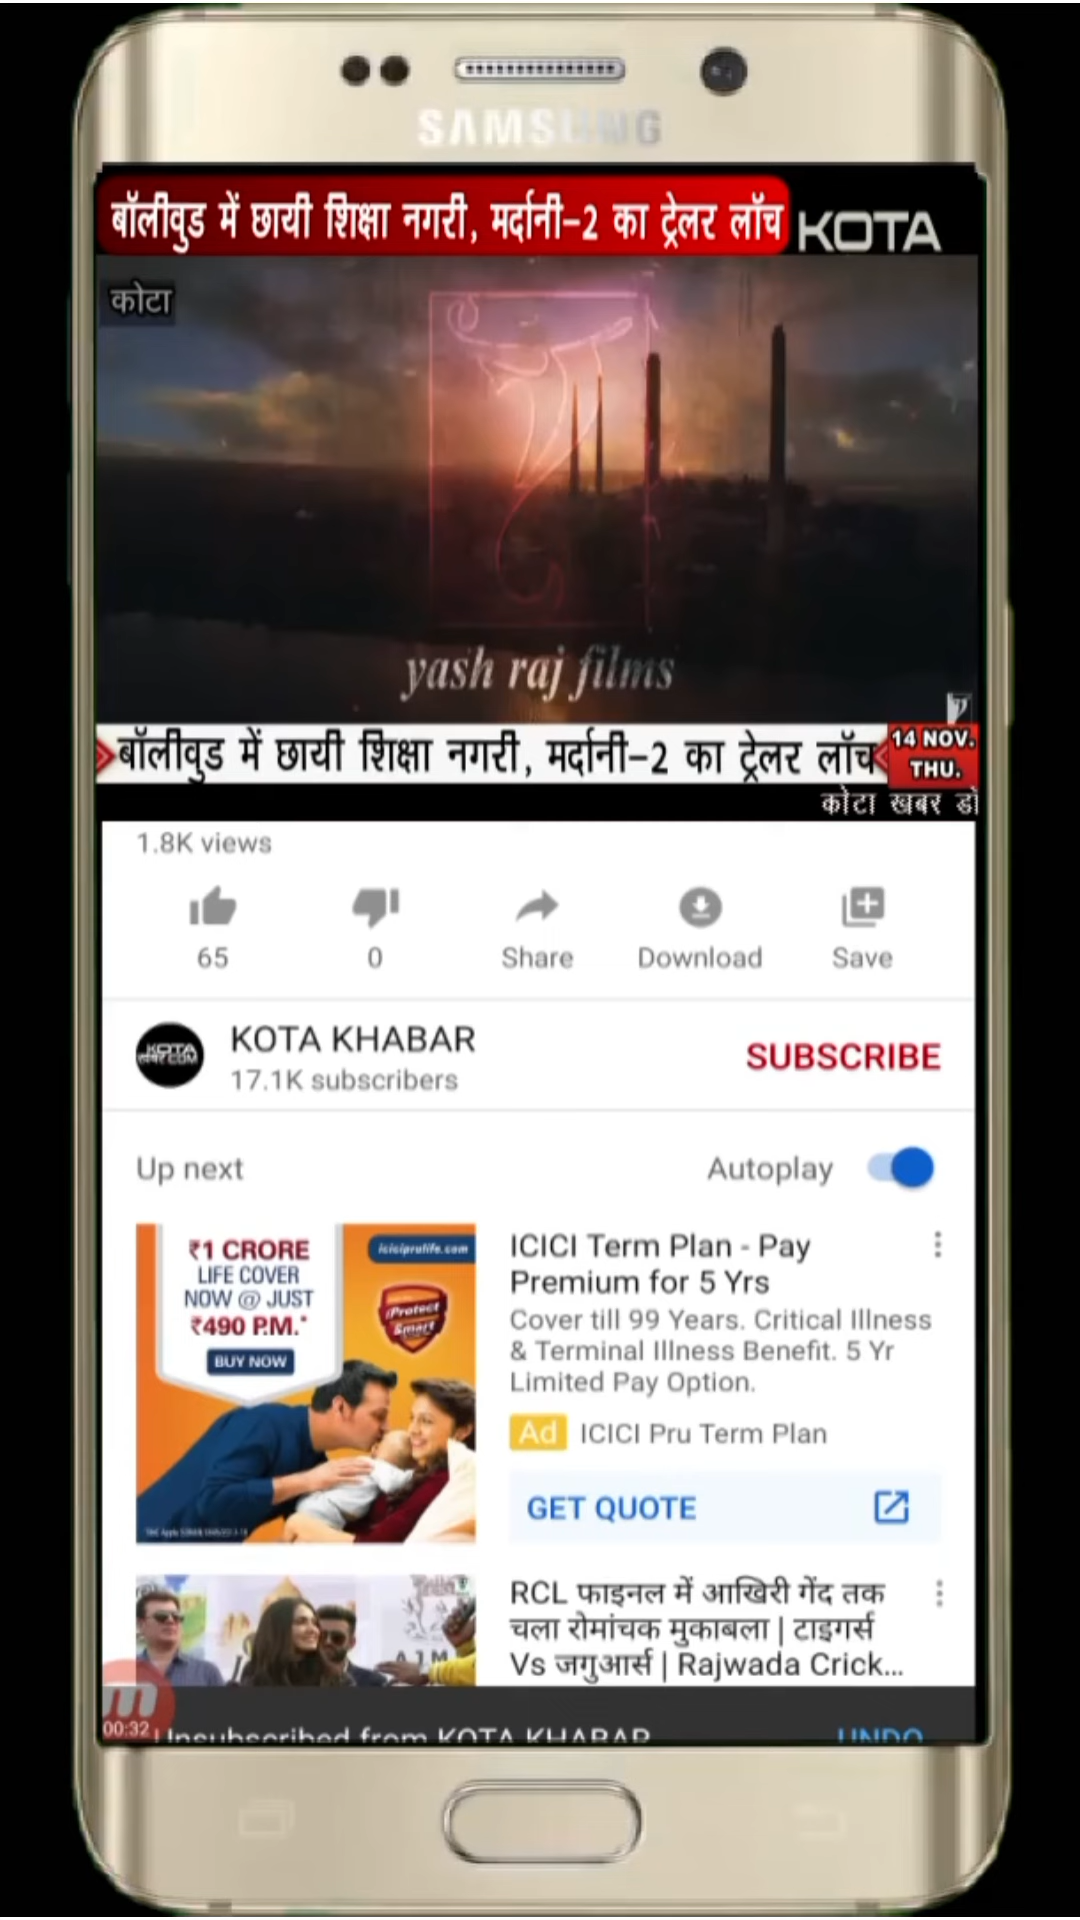 SAMSUNG
बॉलीवुड में छायी शिक्षा नगरी, मर्दानी-2 का ट्रेलर लॉच
KOTA
कोटा
yash raj films
बॉलीवुड में छायी शिक्षा नगरी, मर्दानी-2 का ट्रेलर लॉच
14 NOV.
THU.
कोटा खबर डॉ
1.8K views
65
0
Share
Download
Save
KOTA KHABAR
17.1K subscribers
SUBSCRIBE
Up next
Autoplay
₹1 CRORE
LIFE COVER
NOW @ JUST
₹490 P.M.*
BUY NOW
iciciprulife.com
iProtect
Smart
ICICI Term Plan - Pay
Premium for 5 Yrs
Cover till 99 Years. Critical Illness
& Terminal Illness Benefit. 5 Yr
Limited Pay Option.
Ad ICICI Pru Term Plan
GET QUOTE
RCL फाइनल में आखिरी गेंद तक
चला रोमांचक मुकाबला | टाइगर्स
Vs जगुआर्स | Rajwada Crick...
00:32
Unsubscribed from KOTA KHABAR
UNDO